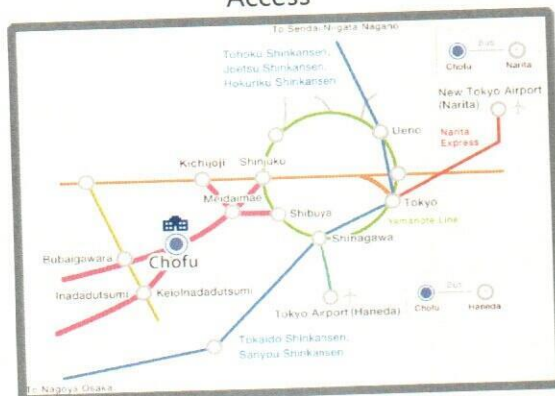 Access
To Sendai Niigata Nagano
Tohoku Shinkansen,
Joetsu Shinkansen,
Hokuriku Shinkansen
Chofu
Bus
Narita
New Tokyo Airport
(Narita)
Ueno
Narita
Express
Kichijoji
Shinjuku
Meidaimae
Shibuya
Tokyo
Yamanote Line
Shinagawa
Bubaigawara
Chofu
Inadadutsumi
KeioInadadutsumi
Tokyo Airport (Haneda)
Chofu
Bus
Haneda
Tokaido Shinkansen,
Sanyou Shinkansen,
To Nagoya Osaka